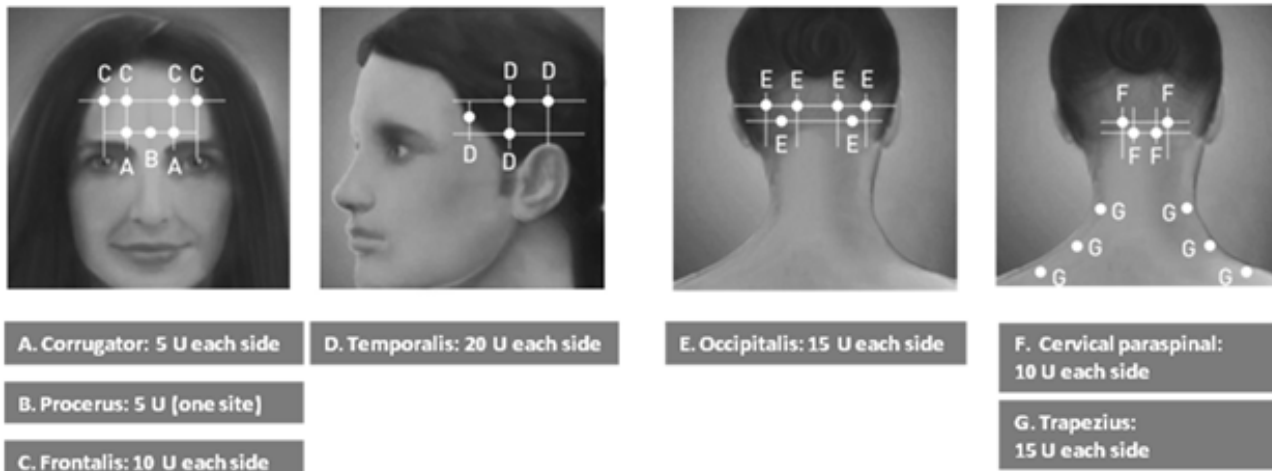 C C C C
A B A
D D
D D
E E E E
E E
F F
F F
G G
G G
G G
A. Corrugator: 5 U each side
B. Procerus: 5 U (one site)
C. Frontalis: 10 U each side
D. Temporalis: 20 U each side
E. Occipitalis: 15 U each side
F. Cervical paraspinal:
10 U each side
G. Trapezius:
15 U each side